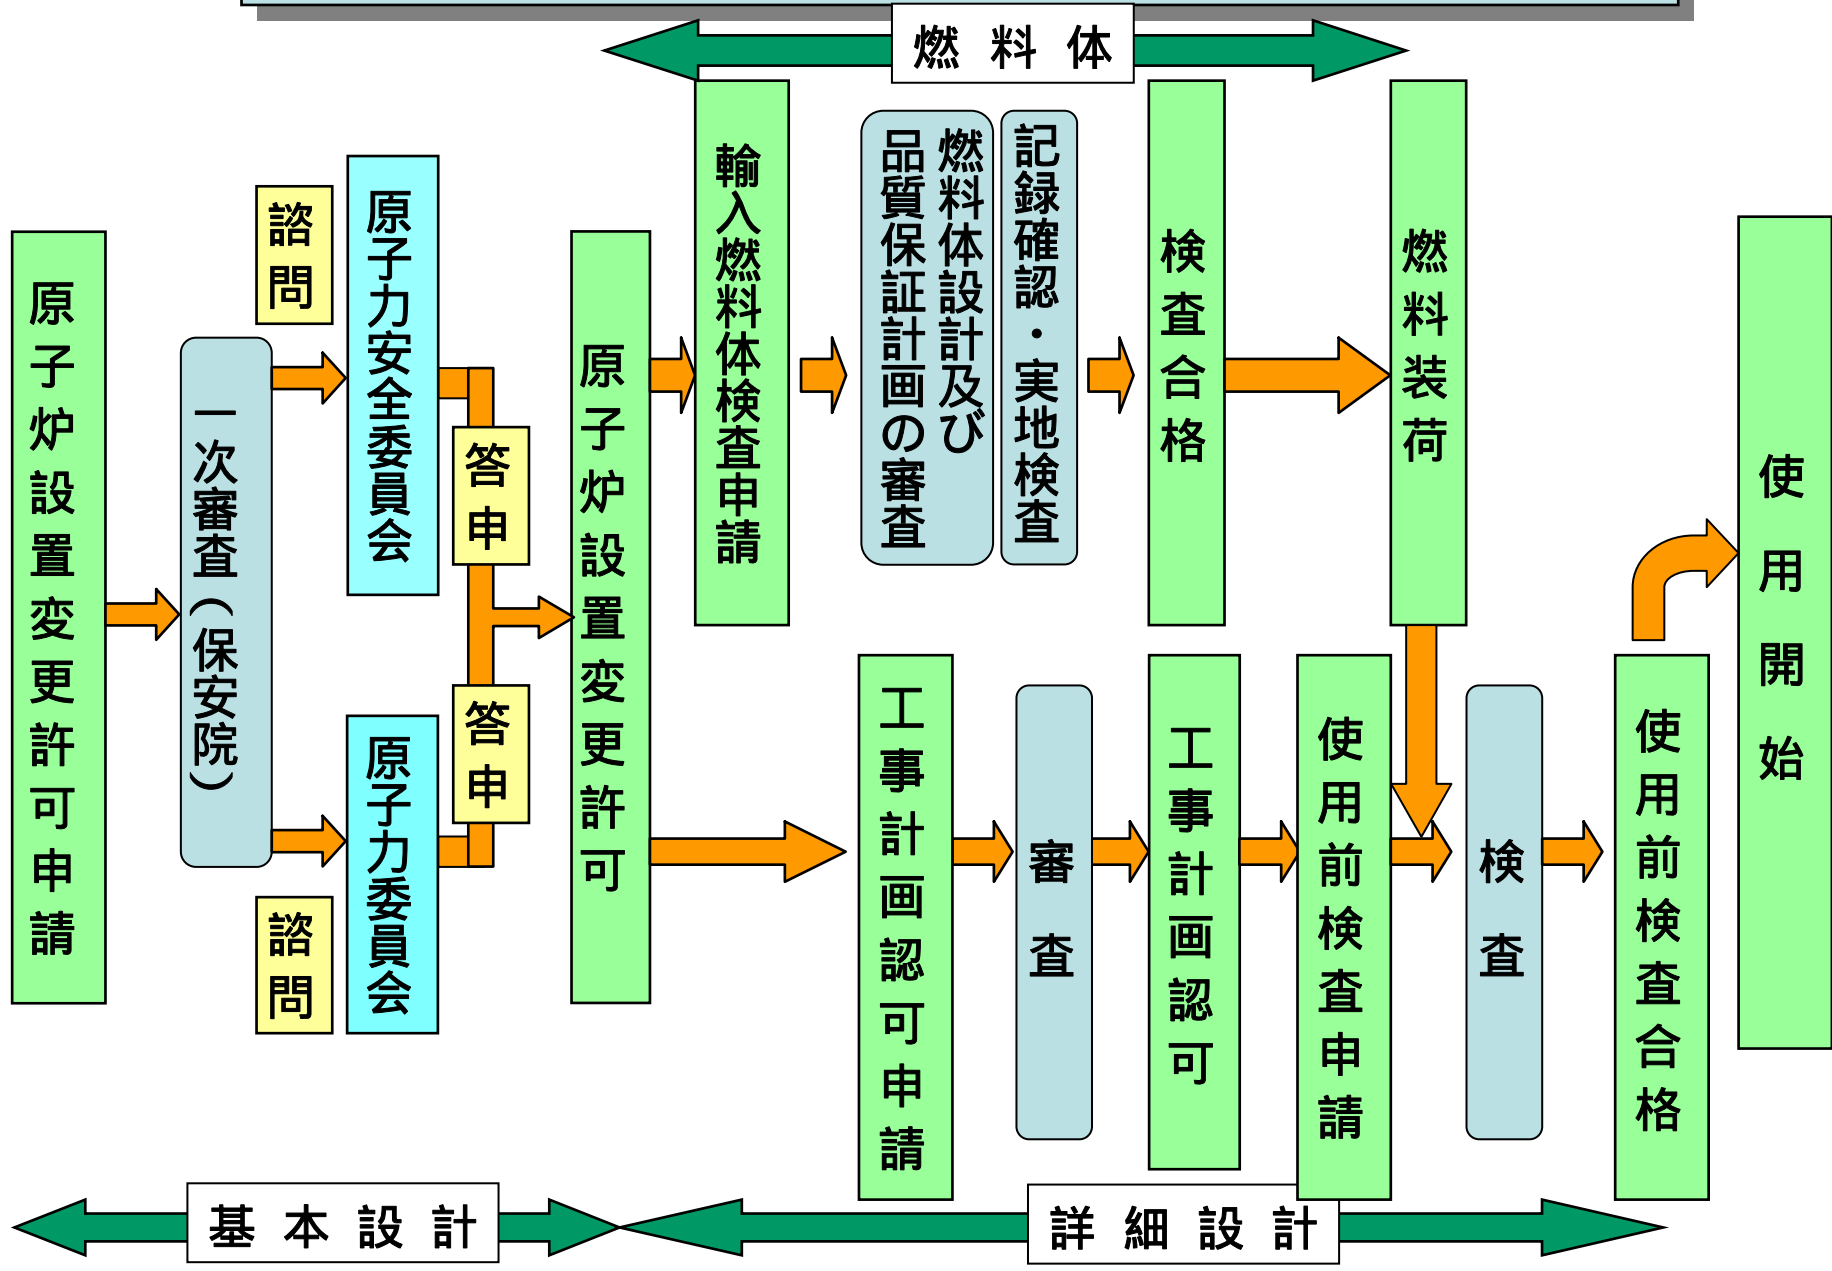 燃料体
原子炉設置変更許可申請
一次審査(保安院)
諮問
原子力安全委員会
答申
諮問
原子力委員会
答申
原子炉設置変更許可
輸入燃料体検査申請
燃料体設計及び
品質保証計画の審査
記録確認・実地検査
検査合格
燃料装荷
工事計画認可申請
審査
工事計画認可
使用前検査申請
検査
使用前検査合格
使用開始
基本設計
詳細設計